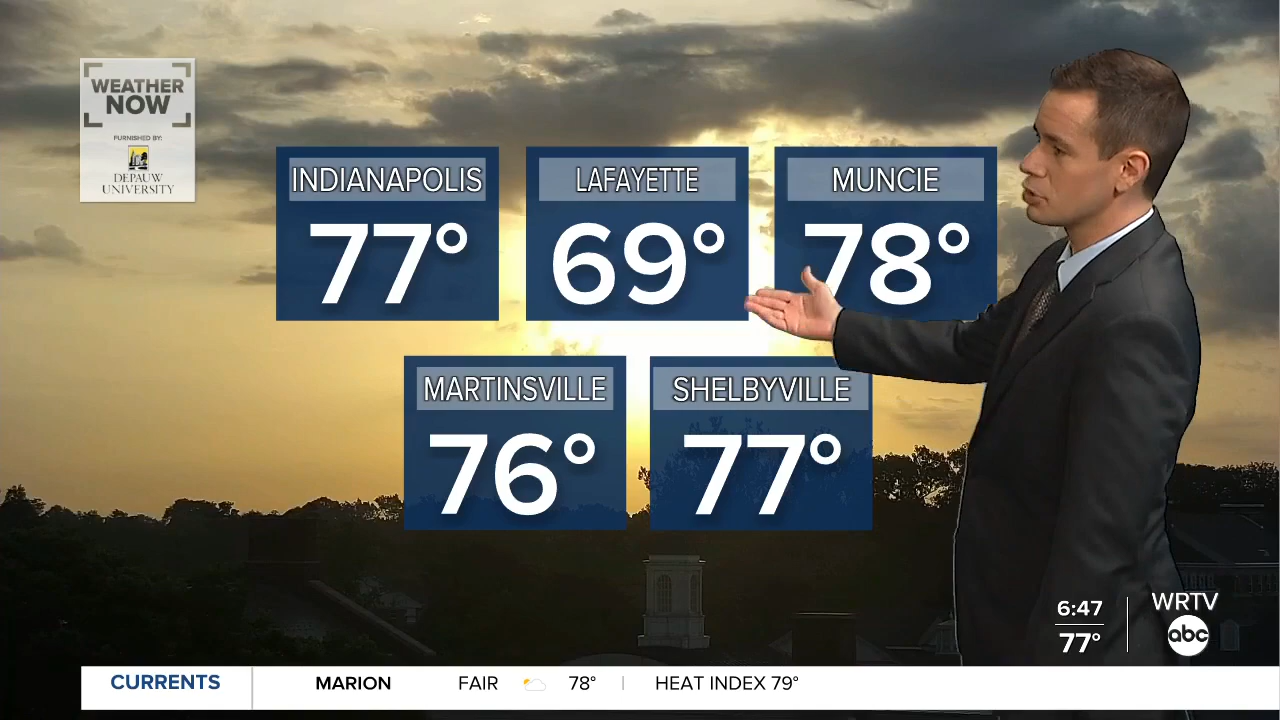 WEATHER
NOW
FURNISHED BY:
DEPAUW
UNIVERSITY
INDIANAPOLIS
77°
LAFAYETTE
69°
MUNCIE
78°
MARTINSVILLE
76°
SHELBYVILLE
77°
6:47
77°
WRTV
abc
CURRENTS MARION FAIR 78° | HEAT INDEX 79°